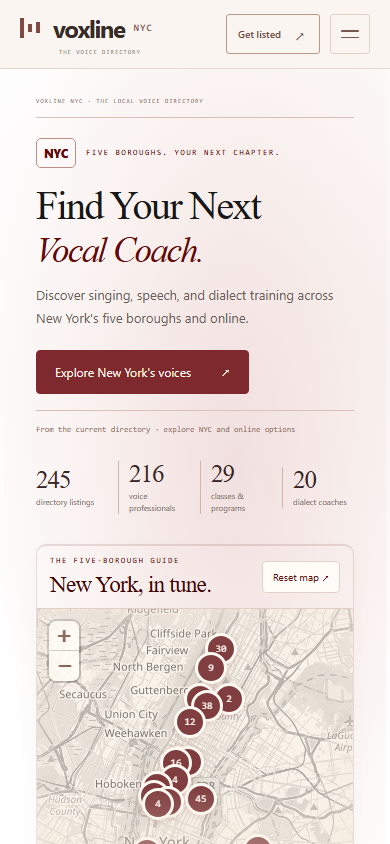 voxline NYC
THE VOICE DIRECTORY
Get listed ↗
VOXLINE NYC · THE LOCAL VOICE DIRECTORY
NYC FIVE BOROUGHS. YOUR NEXT CHAPTER.
Find Your Next
Vocal Coach.
Discover singing, speech, and dialect training across
New York's five boroughs and online.
Explore New York's voices ↗
From the current directory · explore NYC and online options
245
directory listings
216
voice
professionals
29
classes &
programs
20
dialect coaches
THE FIVE-BOROUGH GUIDE
New York, in tune.
Reset map ↗
Ridgefield
+
−
Cliffside Park
Fairview
30
North Bergen
9
Secaucus
Guttenberg
2
38
Union City
12
County
Weehawken
LaGuar
Airp
16
4
Hoboken
Hudson
County
4
45
New York